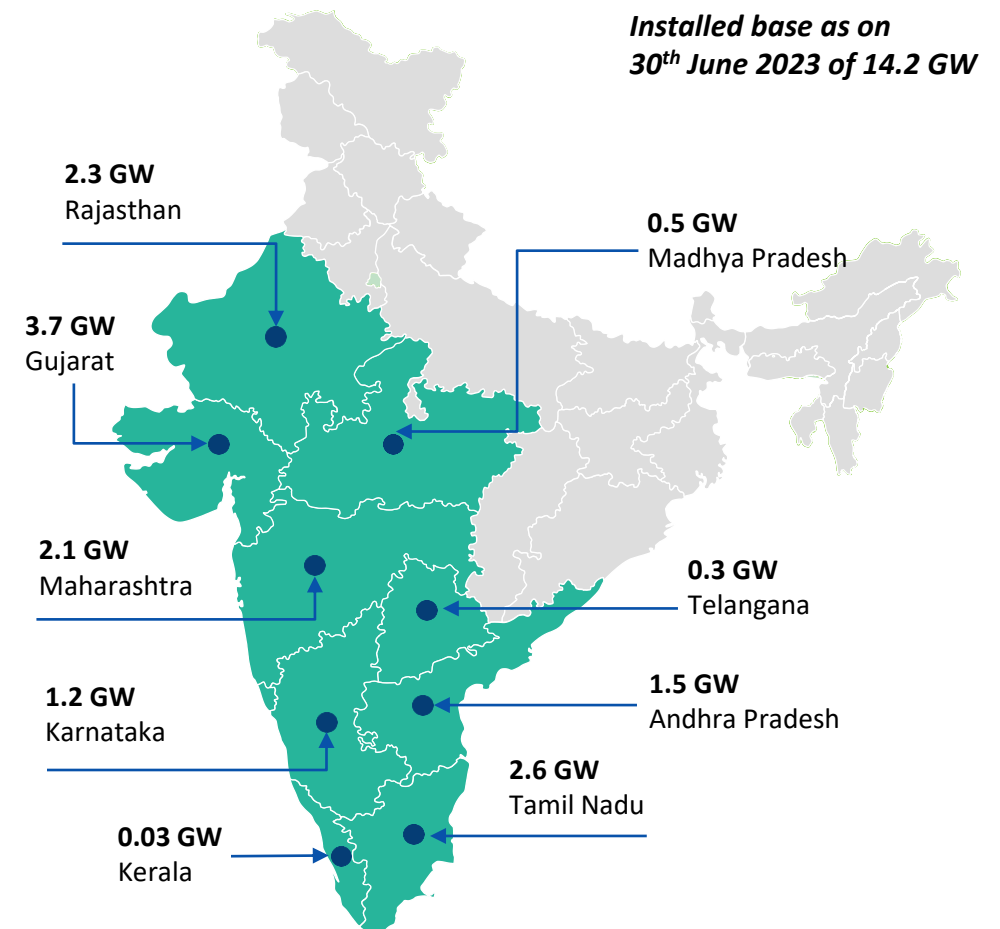 Installed base as on
30th June 2023 of 14.2 GW
2.3 GW
Rajasthan
0.5 GW
Madhya Pradesh
3.7 GW
Gujarat
2.1 GW
Maharashtra
0.3 GW
Telangana
1.2 GW
Karnataka
1.5 GW
Andhra Pradesh
2.6 GW
Tamil Nadu
0.03 GW
Kerala